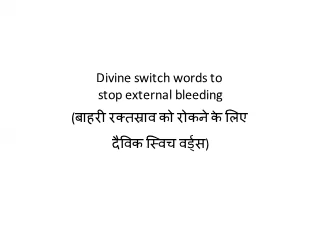 Divine switch words to
stop external bleeding
(बाहरी रक्तस्राव को रोकने के लिए
दैविक स्विच वर्ड्स)